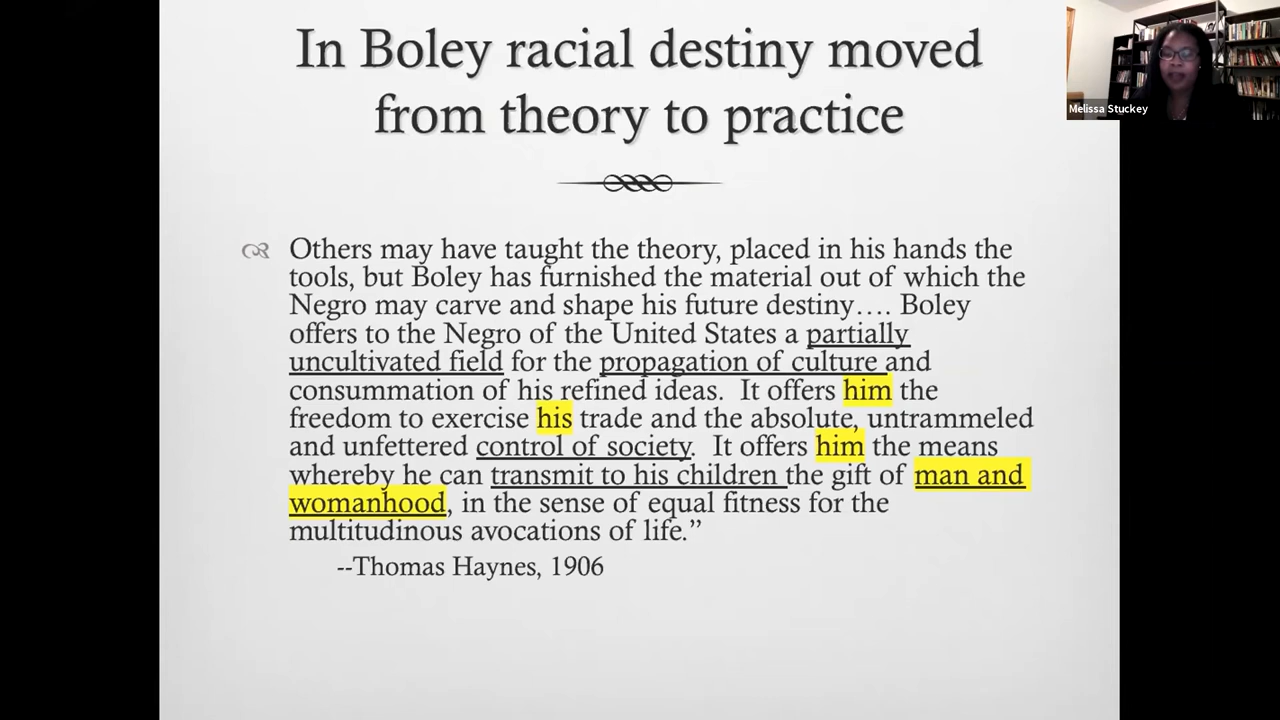 In Boley racial destiny moved
from theory to practice
Melissa Stuckey
Others may have taught the theory, placed in his hands the
tools, but Boley has furnished the material out of which the
Negro may carve and shape his future destiny…. Boley
offers to the Negro of the United States a partially
uncultivated field for the propagation of culture and
consummation of his refined ideas.  It offers him the
freedom to exercise his trade and the absolute, untrammeled
and unfettered control of society.  It offers him the means
whereby he can transmit to his children the gift of man and
womanhood, in the sense of equal fitness for the
multitudinous avocations of life.”
--Thomas Haynes, 1906